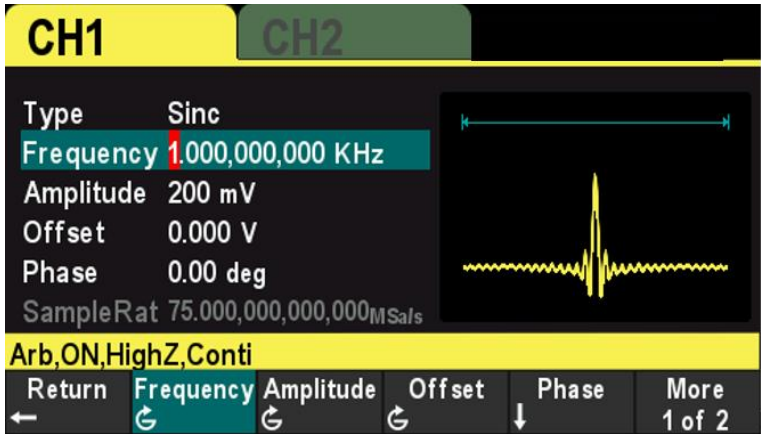 CH1 CH2
Type Sinc
Frequency 1.000,000,000 KHz
Amplitude 200 mV
Offset 0.000 V
Phase 0.00 deg
SampleRat 75.000,000,000,000MSa/s
Arb,ON,HighZ,Conti
Return Frequency Amplitude Offset Phase More
1 of 2